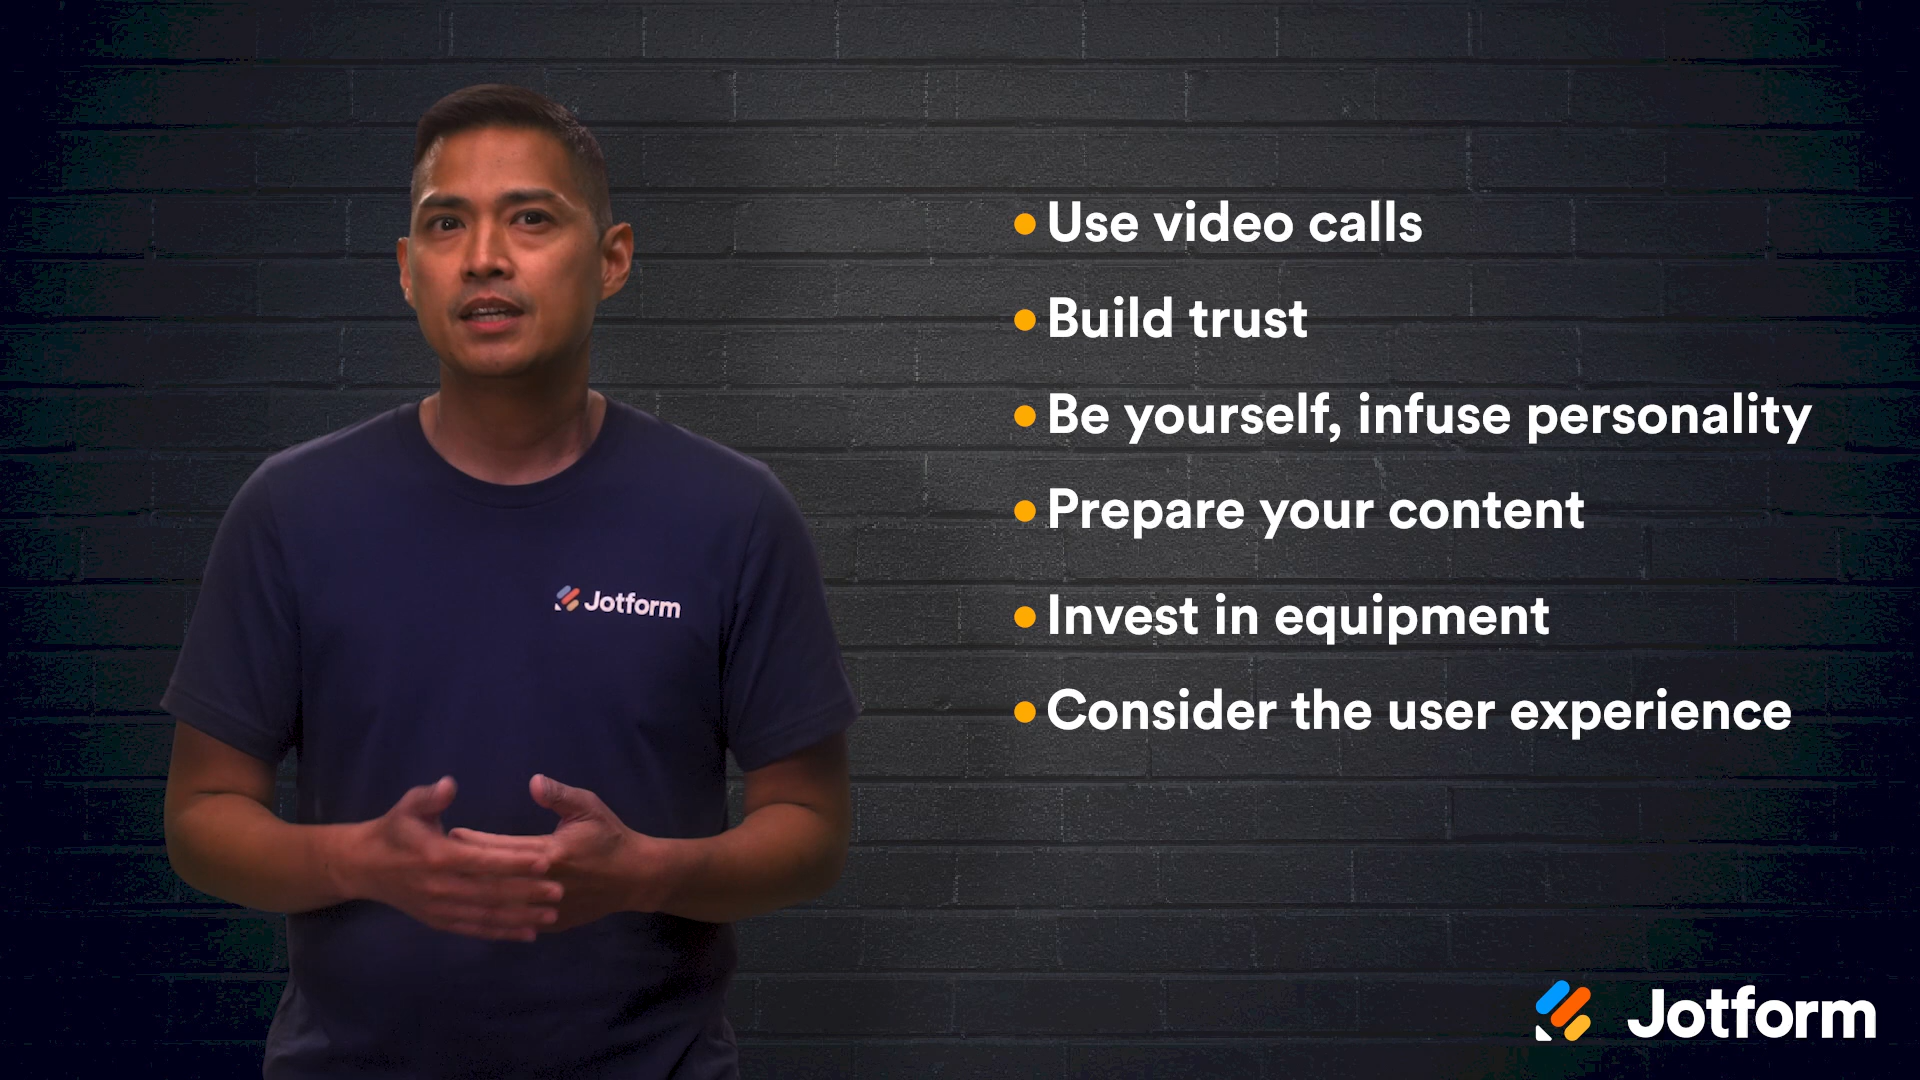 • Use video calls
• Build trust
• Be yourself, infuse personality
• Prepare your content
• Invest in equipment
• Consider the user experience
Jotform
Jotform